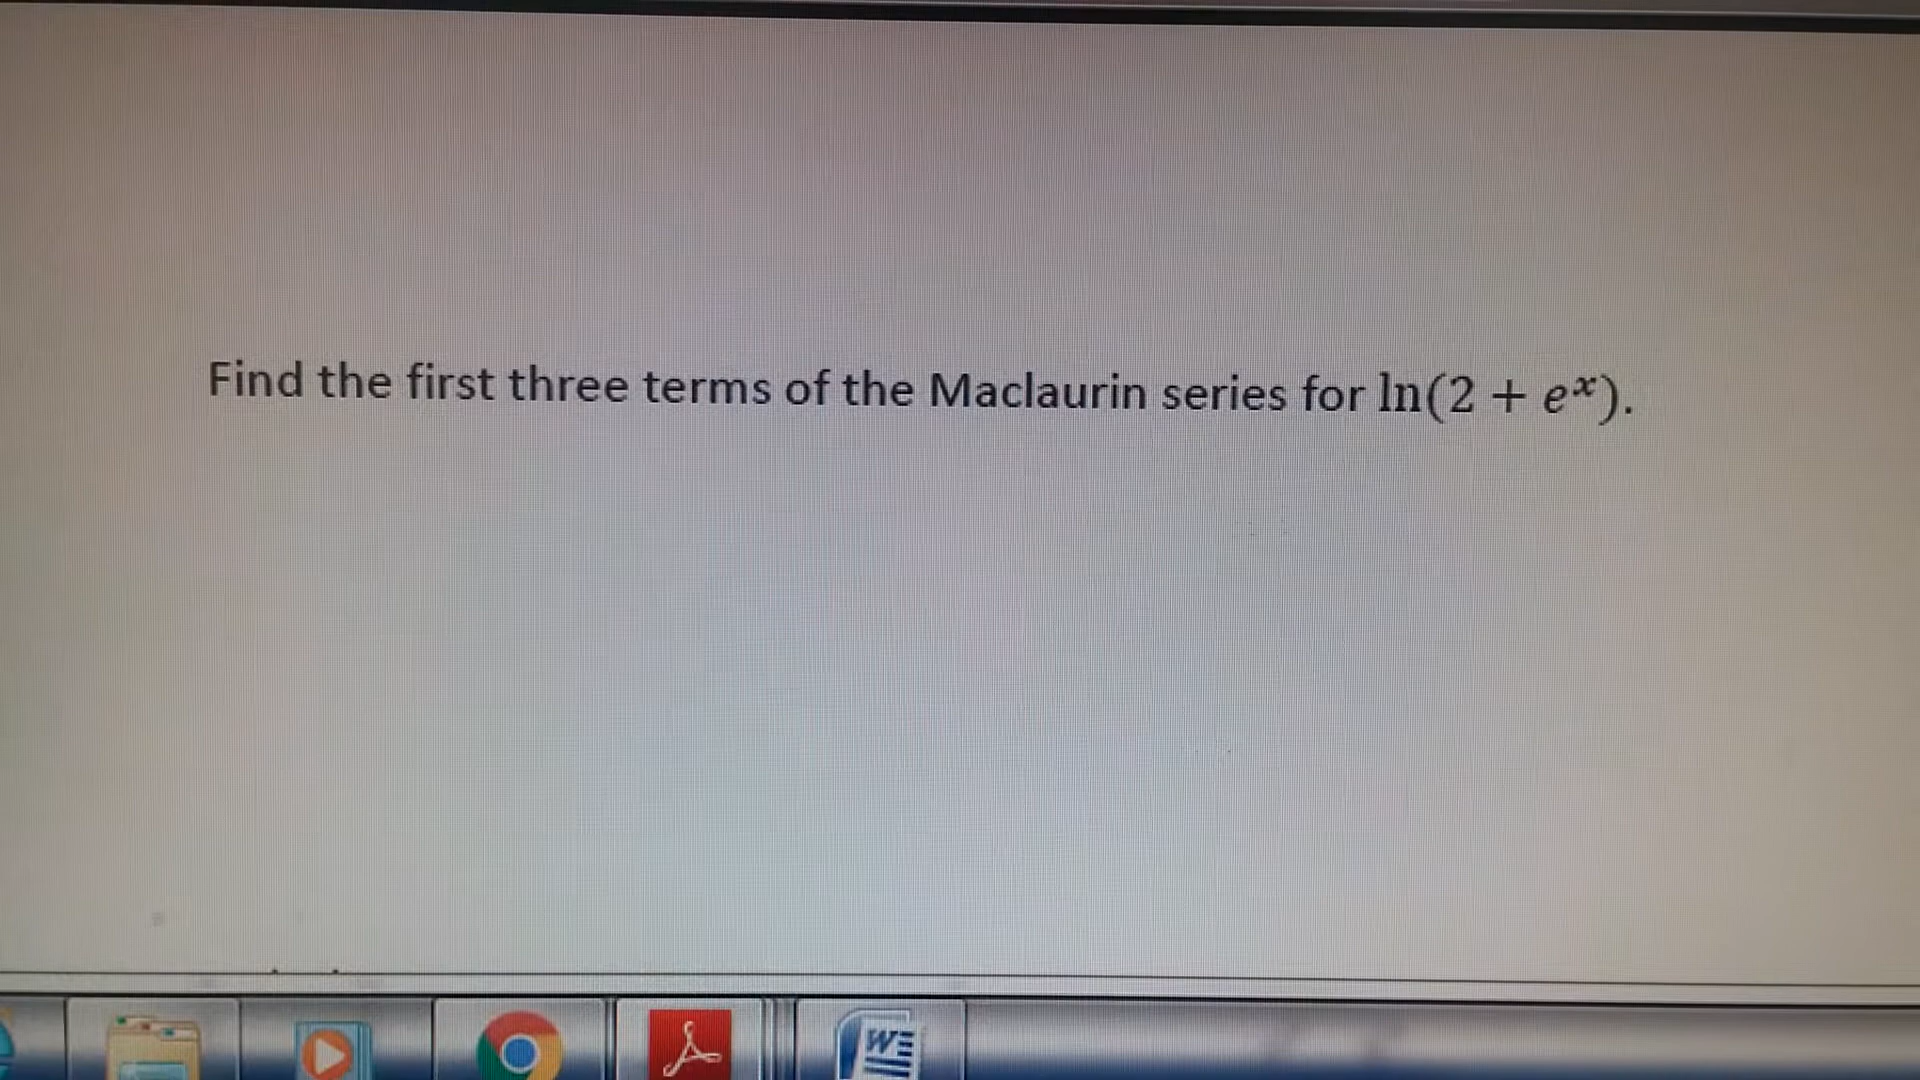 Find the first three terms of the Maclaurin series for ln(2 + eˣ).
W